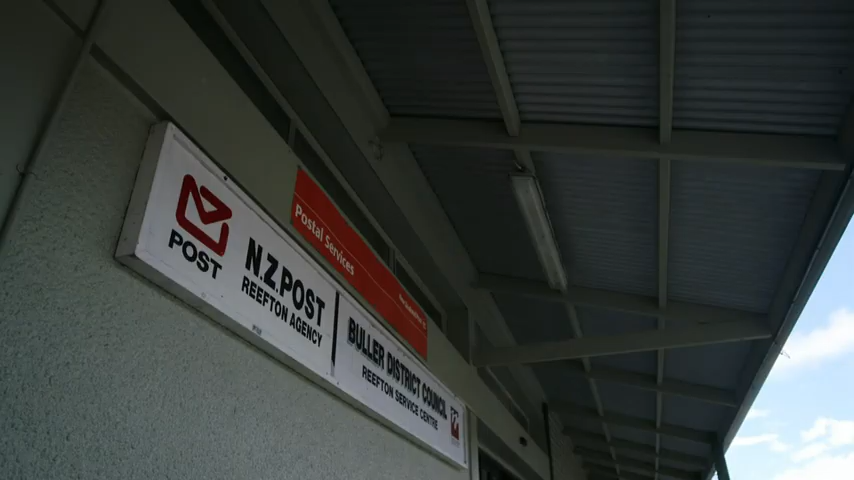 POST
N.Z.POST
REEFTON AGENCY
Postal Services
BULLER DISTRICT COUNCIL
REEFTON SERVICE CENTRE